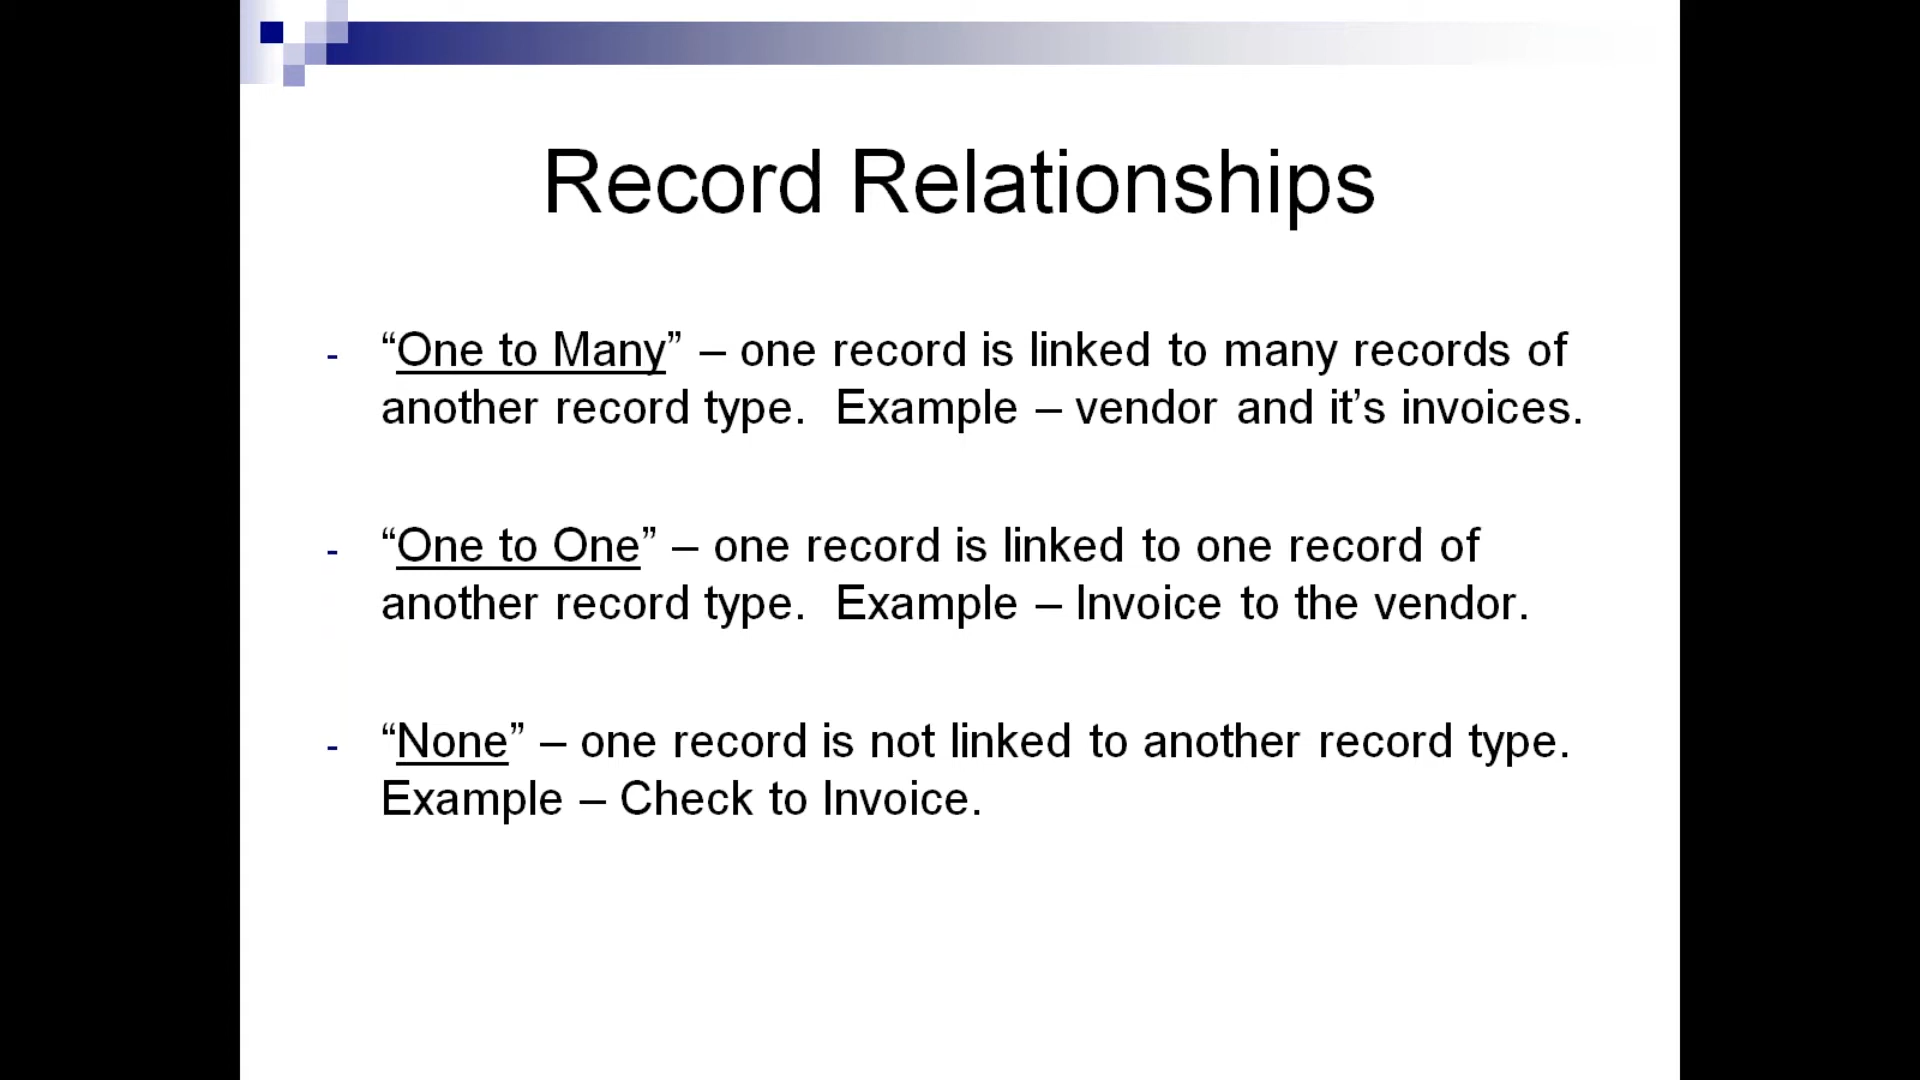 Record Relationships
- “One to Many” – one record is linked to many records of
another record type.  Example – vendor and it’s invoices.
- “One to One” – one record is linked to one record of
another record type.  Example – Invoice to the vendor.
- “None” – one record is not linked to another record type.
Example – Check to Invoice.